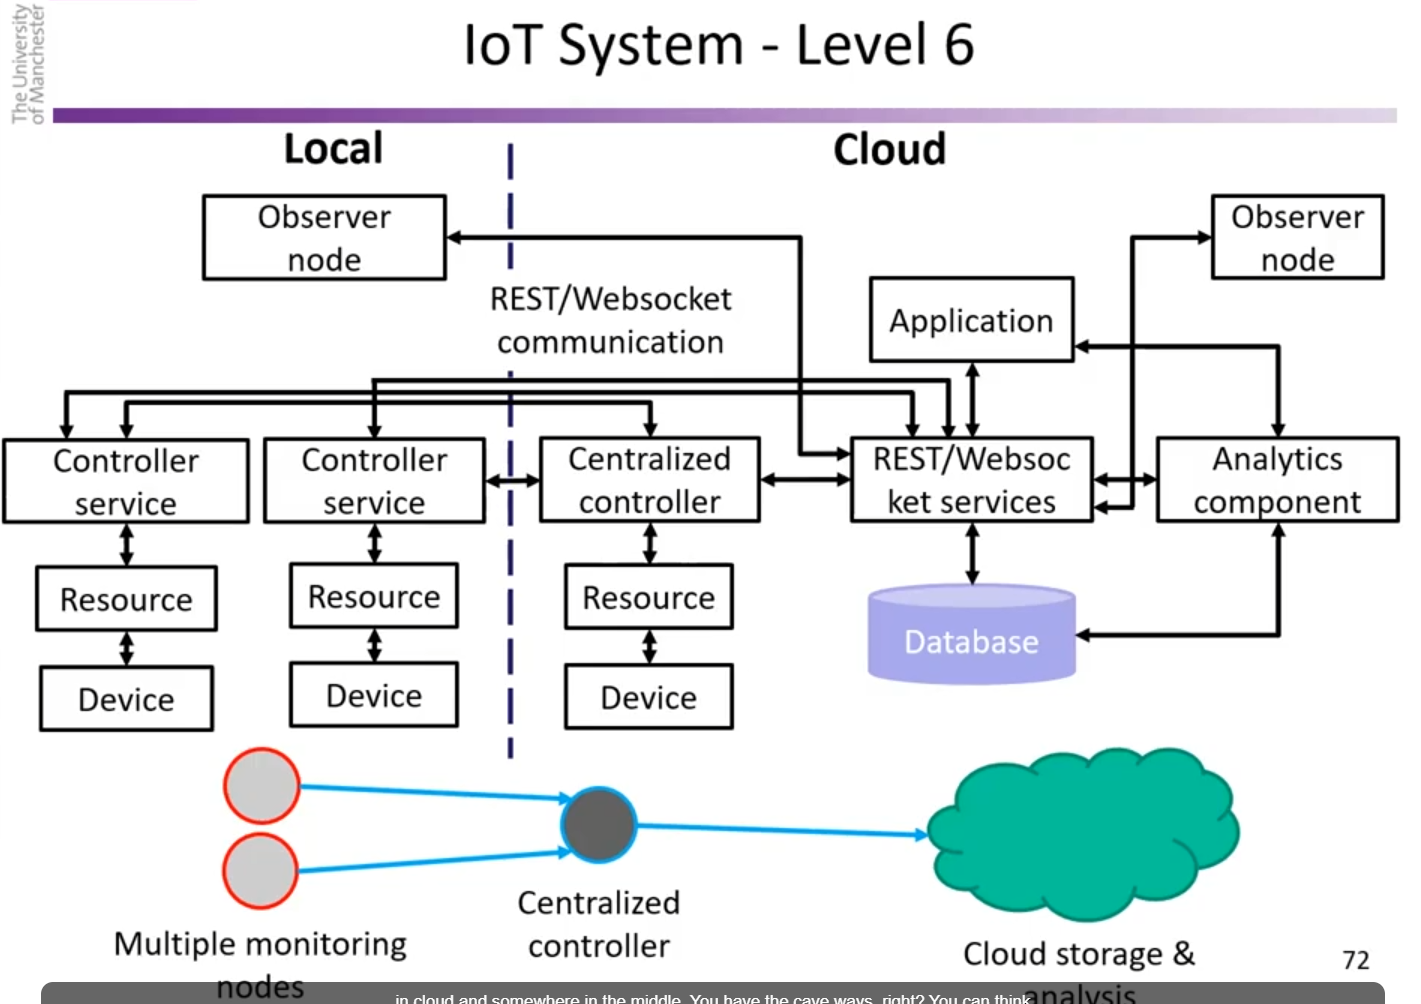 The University
of Manchester
IoT System - Level 6
Local
Cloud
Observer
node
Observer
node
REST/Websocket
communication
Application
Controller
service
Controller
service
Centralized
controller
REST/Websoc
ket services
Analytics
component
Resource
Resource
Resource
Database
Device
Device
Device
Centralized
controller
Multiple monitoring
nodes
Cloud storage &
analysis
72
in cloud and somewhere in the middle. You have the cave ways, right? You can think